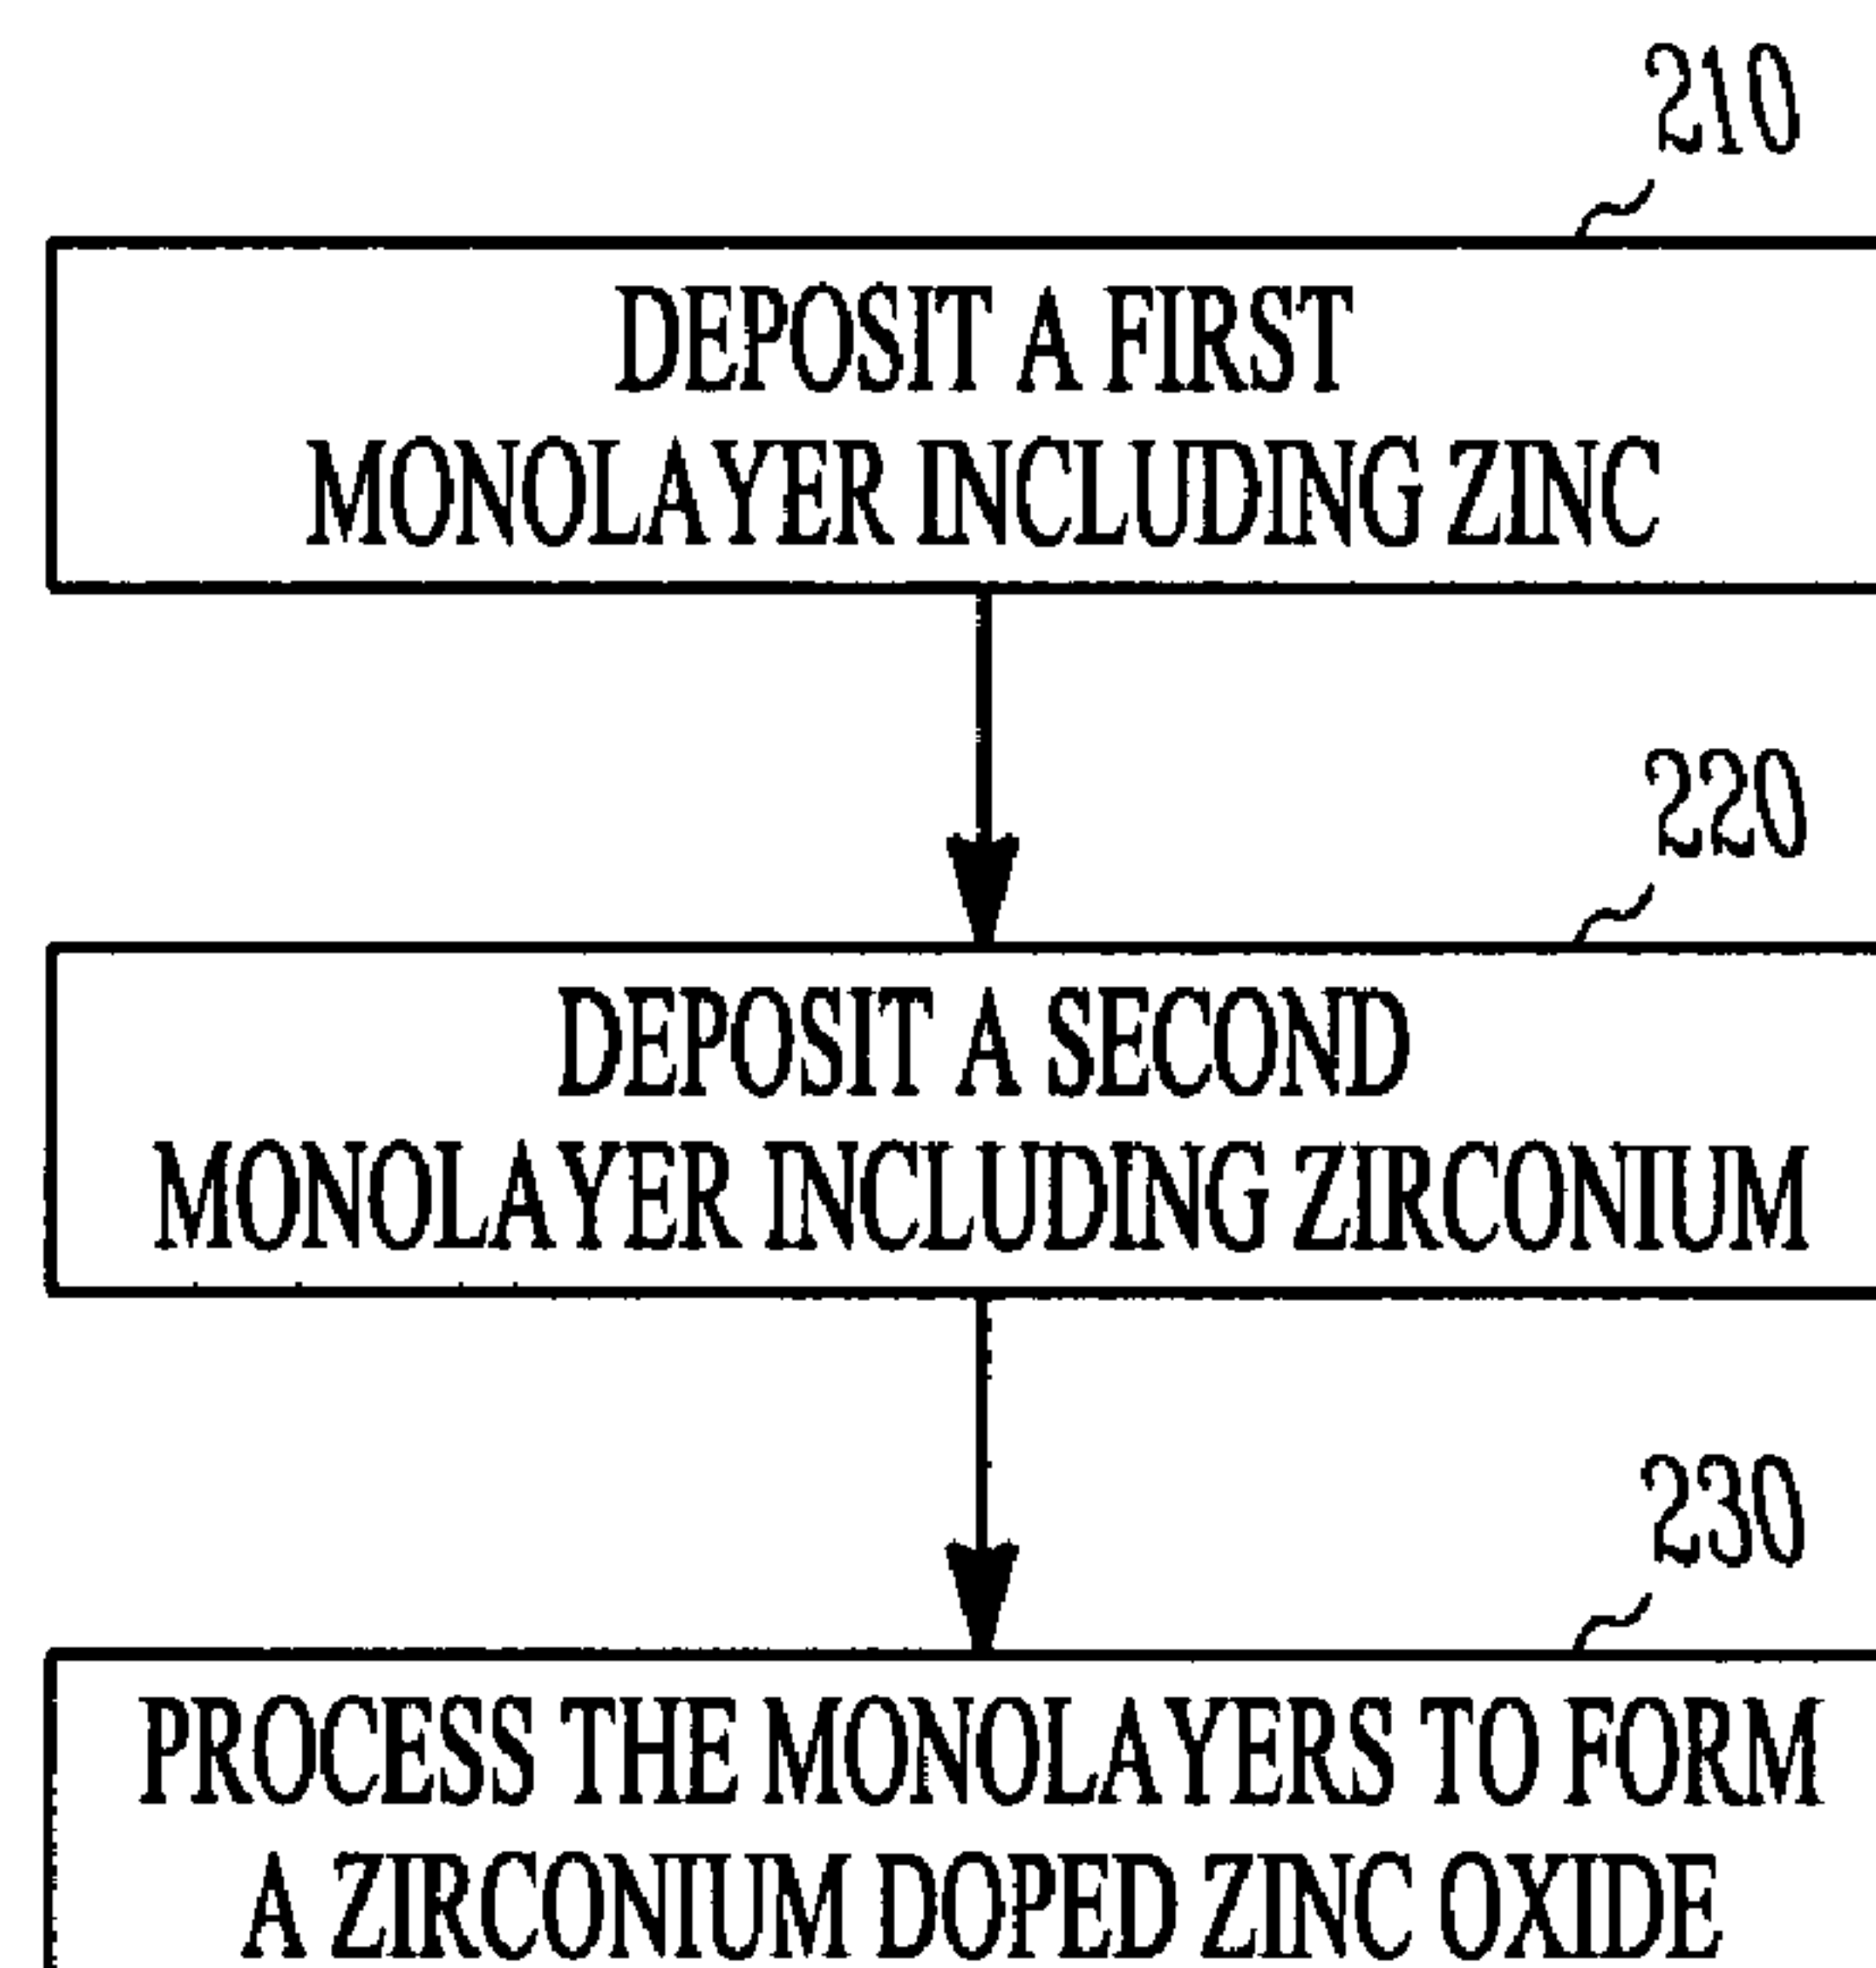 210
DEPOSIT A FIRST
MONOLAYER INCLUDING ZINC
220
DEPOSIT A SECOND
MONOLAYER INCLUDING ZIRCONIUM
230
PROCESS THE MONOLAYERS TO FORM
A ZIRCONIUM DOPED ZINC OXIDE